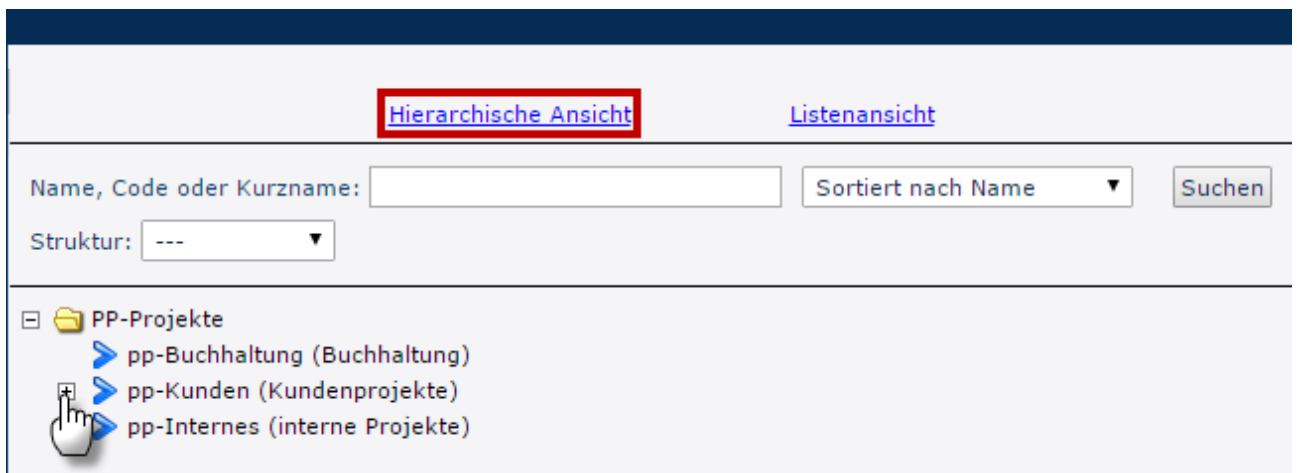 Hierarchische Ansicht Listenansicht
Name, Code oder Kurzname: Sortiert nach Name Suchen
Struktur: ---
PP-Projekte
pp-Buchhaltung (Buchhaltung)
pp-Kunden (Kundenprojekte)
pp-Internes (interne Projekte)